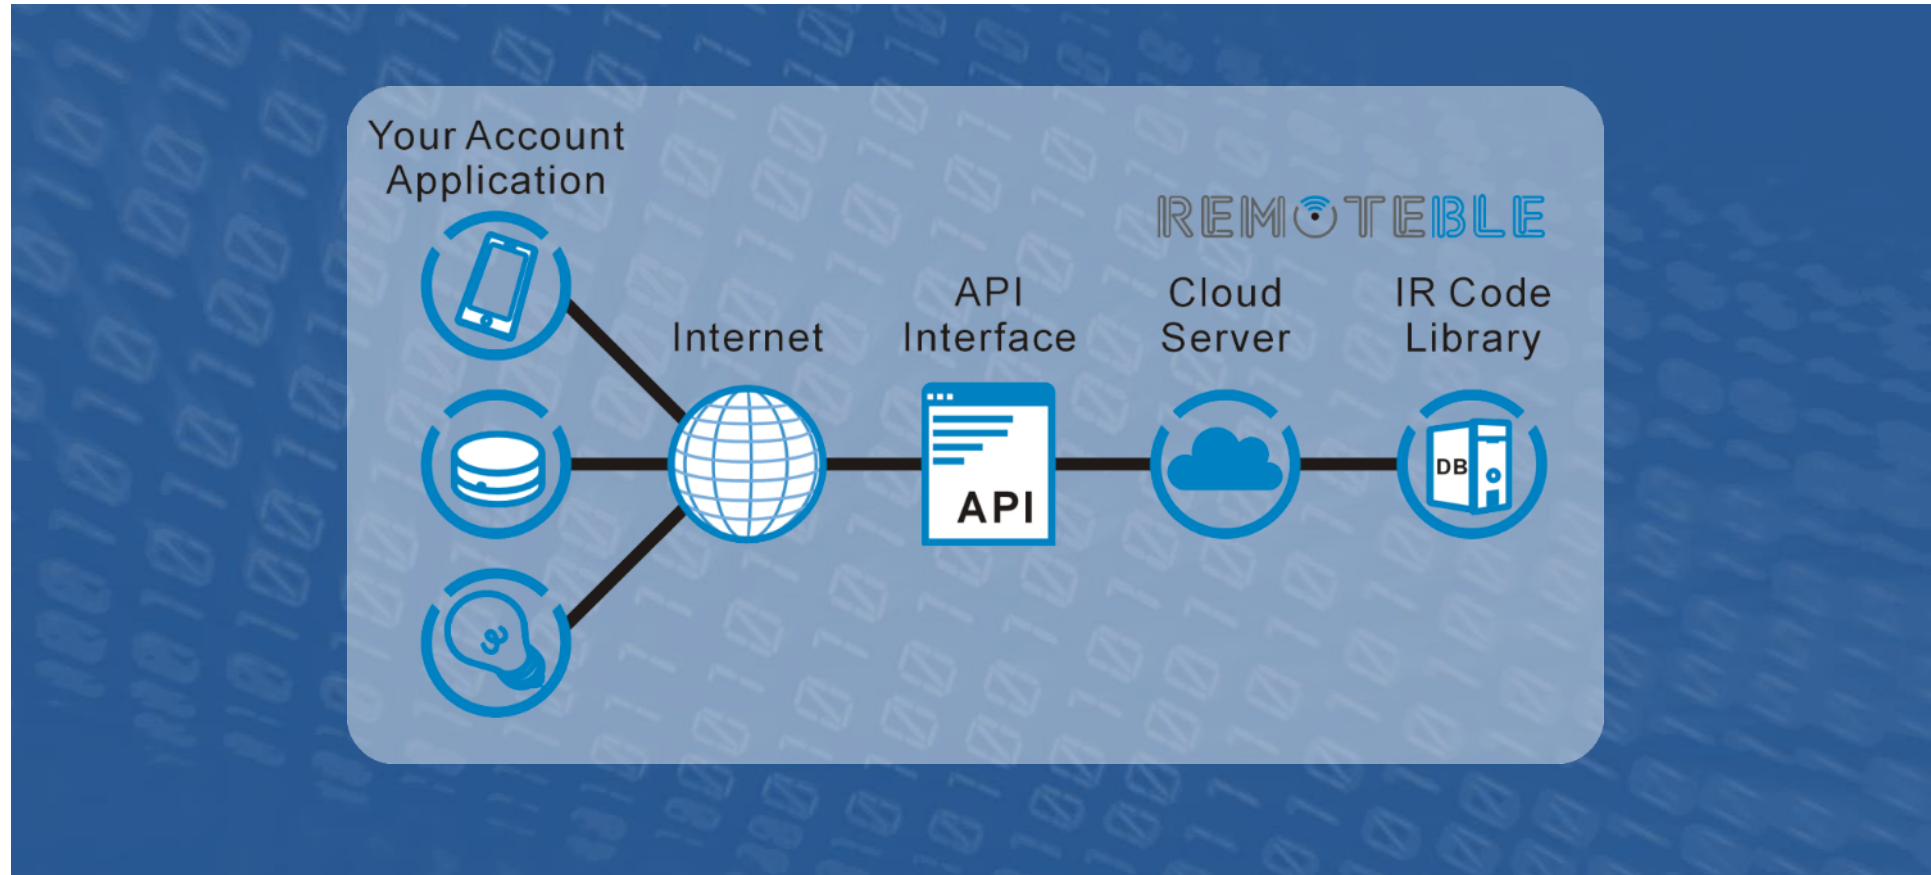 Your Account
Application
REMOTEBLE
Internet
API
Interface
Cloud
Server
IR Code
Library
API
DB